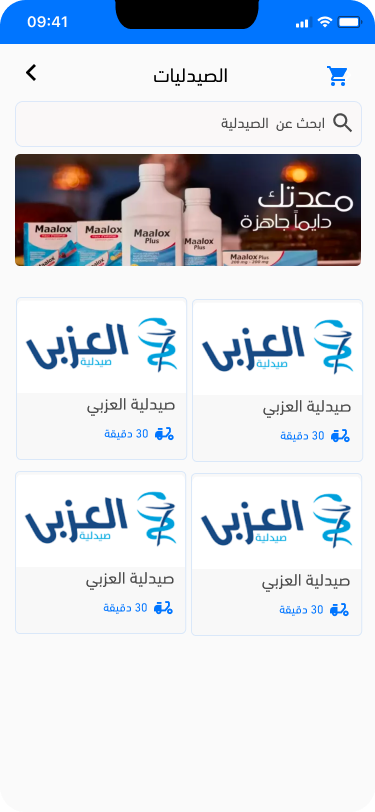 09:41
الصيدليات
ابحث عن الصيدلية
معدتك
دايماً جاهزة
Maalox
Maalox
Maalox
Plus
Maalox
Plus
Maalox Plus
العزبى
صيدلية
صيدلية العزبي
30 دقيقة
العزبى
صيدلية
صيدلية العزبي
30 دقيقة
العزبى
صيدلية
صيدلية العزبي
30 دقيقة
العزبى
صيدلية
صيدلية العزبي
30 دقيقة